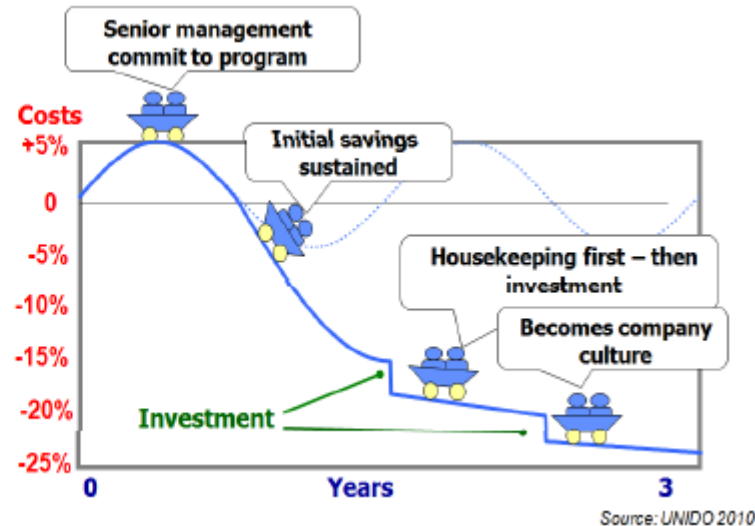 Senior management
commit to program
Costs
+5%
Initial savings
sustained
0
-5%
Housekeeping first – then
investment
-10%
Becomes company
culture
-15%
-20%
Investment
-25%
0
Years
3
Source: UNIDO 2010